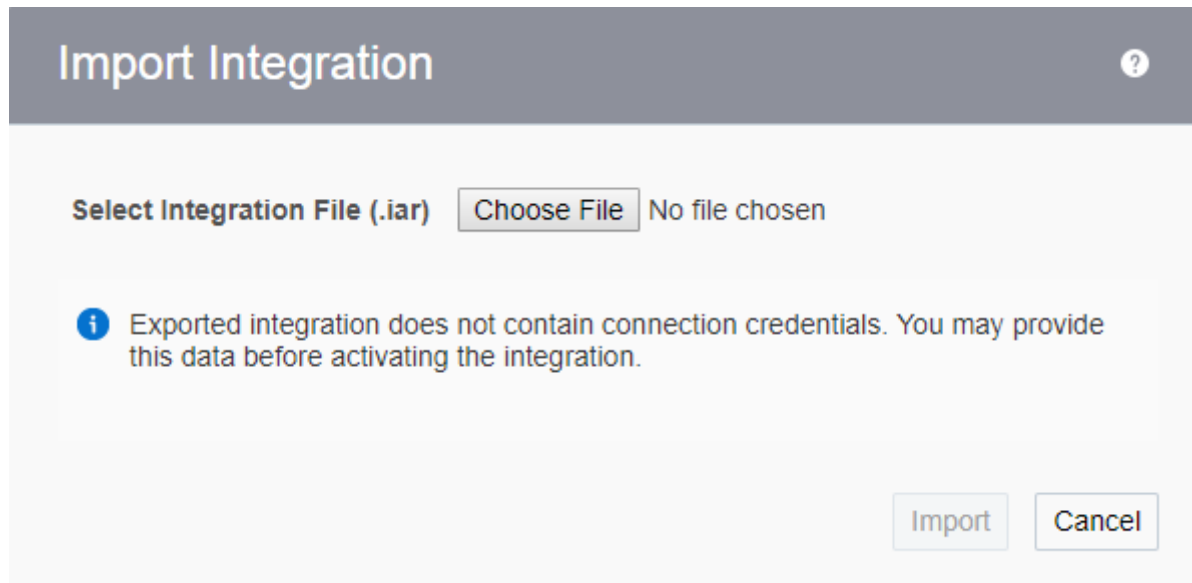 Import Integration
Select Integration File (.iar) Choose File No file chosen
Exported integration does not contain connection credentials. You may provide
this data before activating the integration.
Import Cancel